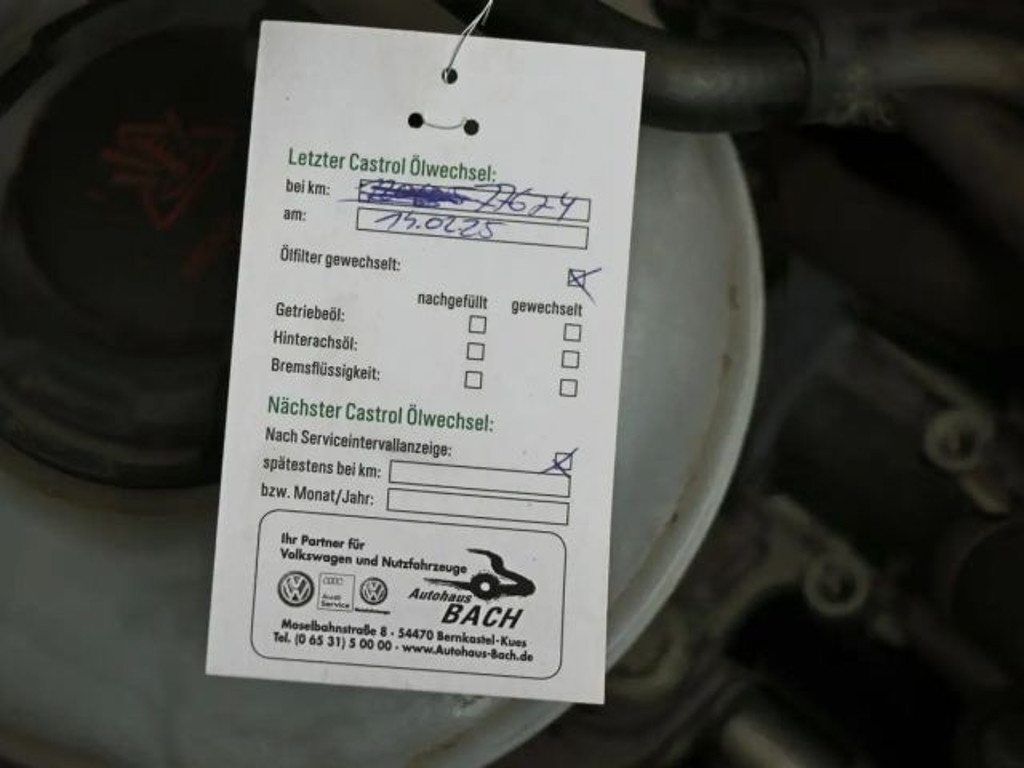 Letzter Castrol Ölwechsel:
bei km: 77624
am: 14.02.25
Ölfilter gewechselt:
nachgefüllt gewechselt
Getriebeöl:
Hinterachsöl:
Bremsflüssigkeit:
Nächster Castrol Ölwechsel:
Nach Serviceintervallanzeige:
spätestens bei km:
bzw. Monat/Jahr:
Ihr Partner für
Volkswagen und Nutzfahrzeuge
Audi
Service
Autohaus
BACH
Moselbahnstraße 8 · 54470 Bernkastel-Kues
Tel. (0 65 31) 5 00 00 · www.Autohaus-Bach.de